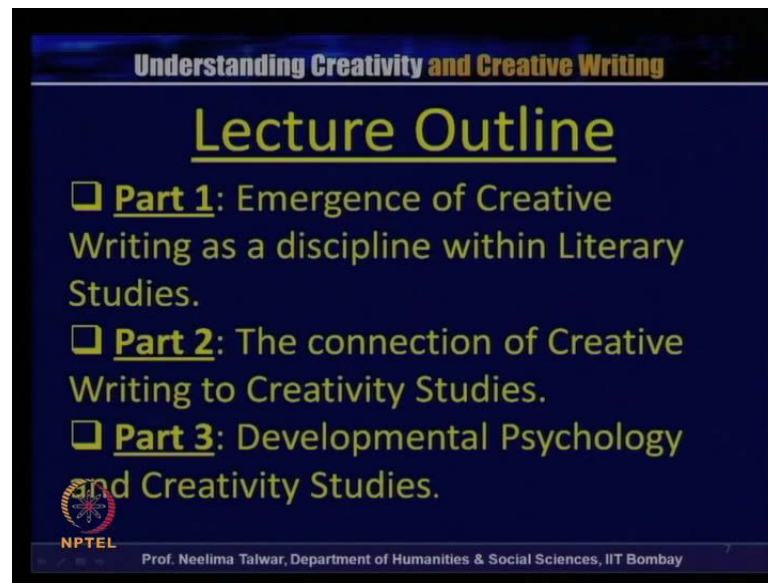 Understanding Creativity and Creative Writing
Lecture Outline
❑ Part 1: Emergence of Creative
Writing as a discipline within Literary
Studies.
❑ Part 2: The connection of Creative
Writing to Creativity Studies.
❑ Part 3: Developmental Psychology
and Creativity Studies.
NPTEL
Prof. Neelima Talwar, Department of Humanities & Social Sciences, IIT Bombay
7